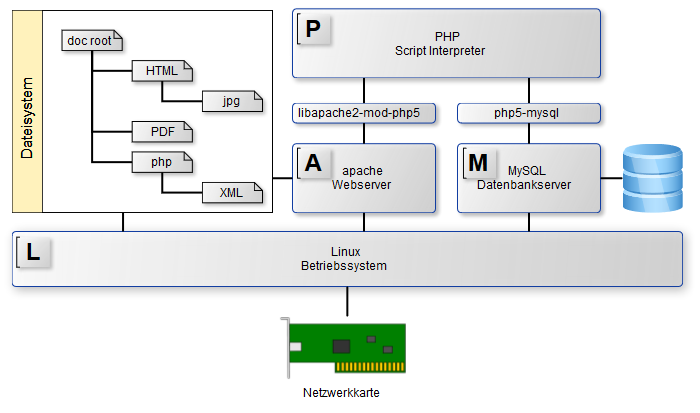 Dateisystem
doc root
HTML
jpg
PDF
php
XML
P
PHP
Script Interpreter
libapache2-mod-php5
php5-mysql
A
apache
Webserver
M
MySQL
Datenbankserver
L
Linux
Betriebssystem
Netzwerkkarte